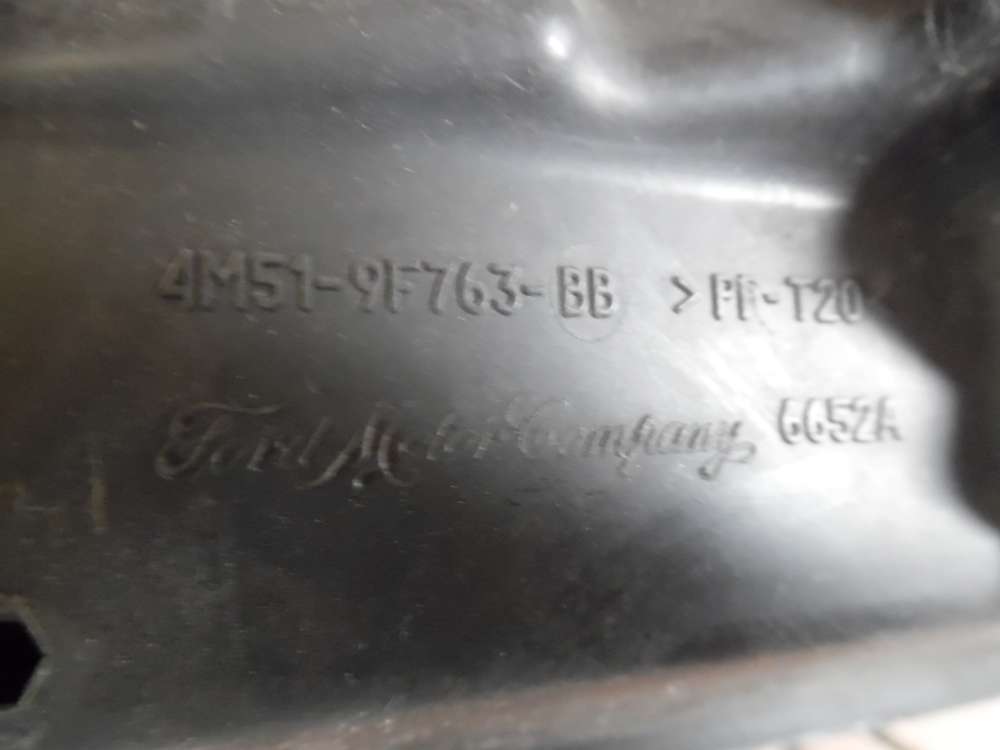 4M51-9F763-BB >PP-T20
Ford Motor Company 6652A